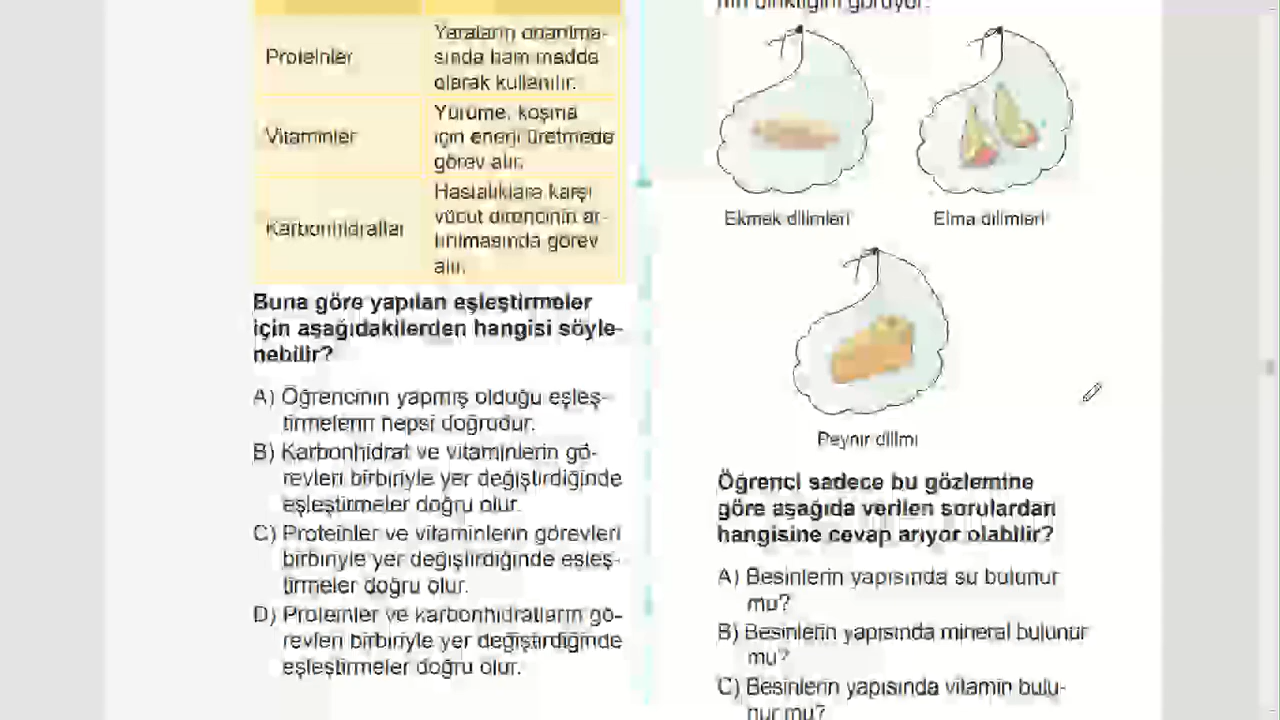 Proteinler
Yaraların onarılma-
sında ham madde
olarak kullanılır.
Vitaminler
Yürüme, koşma
için enerji üretmede
görev alır.
Karbonhidratlar
Hastalıklara karşı
vücut direncinin ar-
tırılmasında görev
alır.
Buna göre yapılan eşleştirmeler
için aşağıdakilerden hangisi söyle-
nebilir?
A) Öğrencinin yapmış olduğu eşleş-
tirmelerin hepsi doğrudur.
B) Karbonhidrat ve vitaminlerin gö-
revleri birbiriyle yer değiştirdiğinde
eşleştirmeler doğru olur.
C) Proteinler ve vitaminlerin görevleri
birbiriyle yer değiştirdiğinde eşleş-
tirmeler doğru olur.
D) Proteinler ve karbonhidratların gö-
revleri birbiriyle yer değiştirdiğinde
eşleştirmeler doğru olur.
görüyor.
Ekmek dilimleri
Elma dilimleri
Peynir dilimi
Öğrenci sadece bu gözlemine
göre aşağıda verilen sorulardan
hangisine cevap arıyor olabilir?
A) Besinlerin yapısında su bulunur
mu?
B) Besinlerin yapısında mineral bulunur
mu?
C) Besinlerin yapısında vitamin bulu-
nur mu?